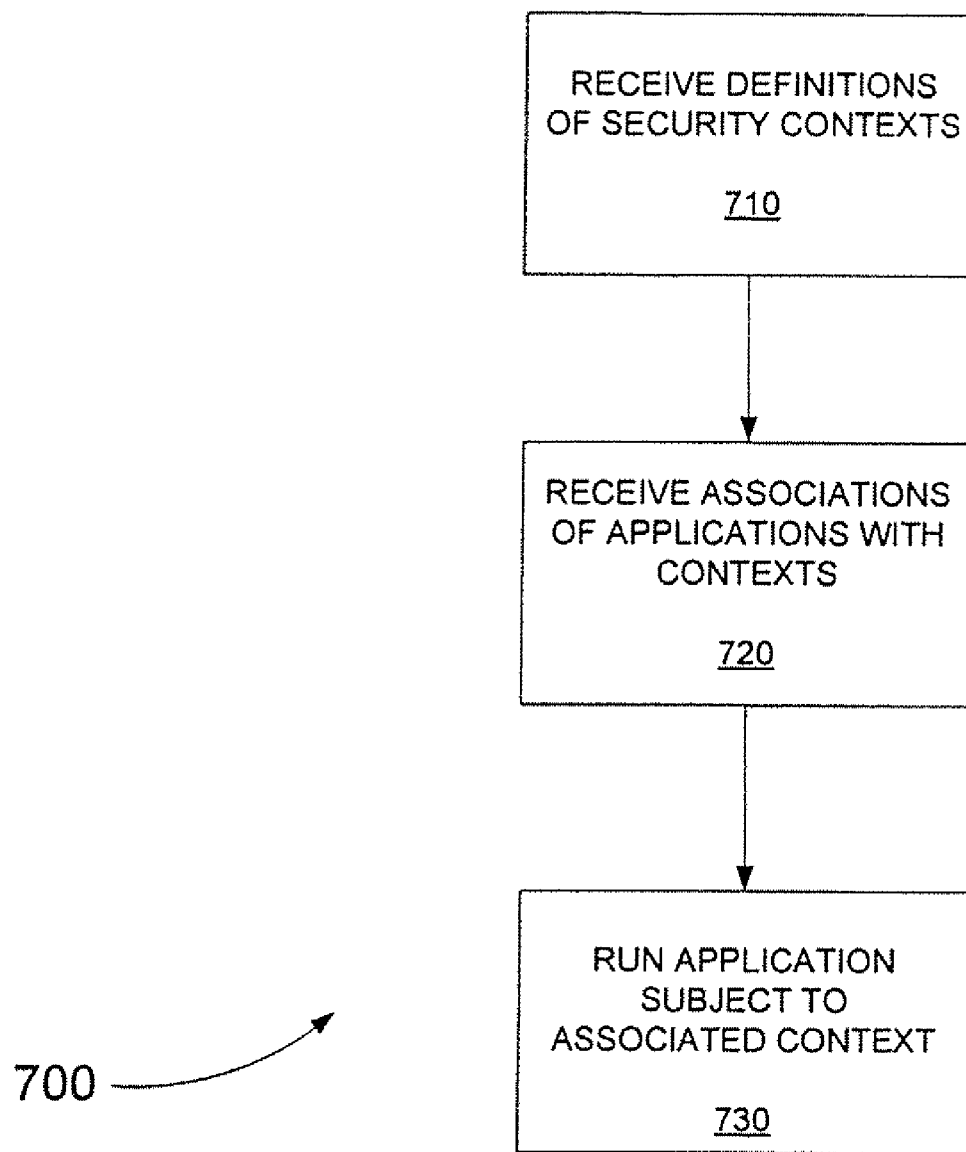 RECEIVE DEFINITIONS
OF SECURITY CONTEXTS
710
RECEIVE ASSOCIATIONS
OF APPLICATIONS WITH
CONTEXTS
720
RUN APPLICATION
SUBJECT TO
ASSOCIATED CONTEXT
730
700